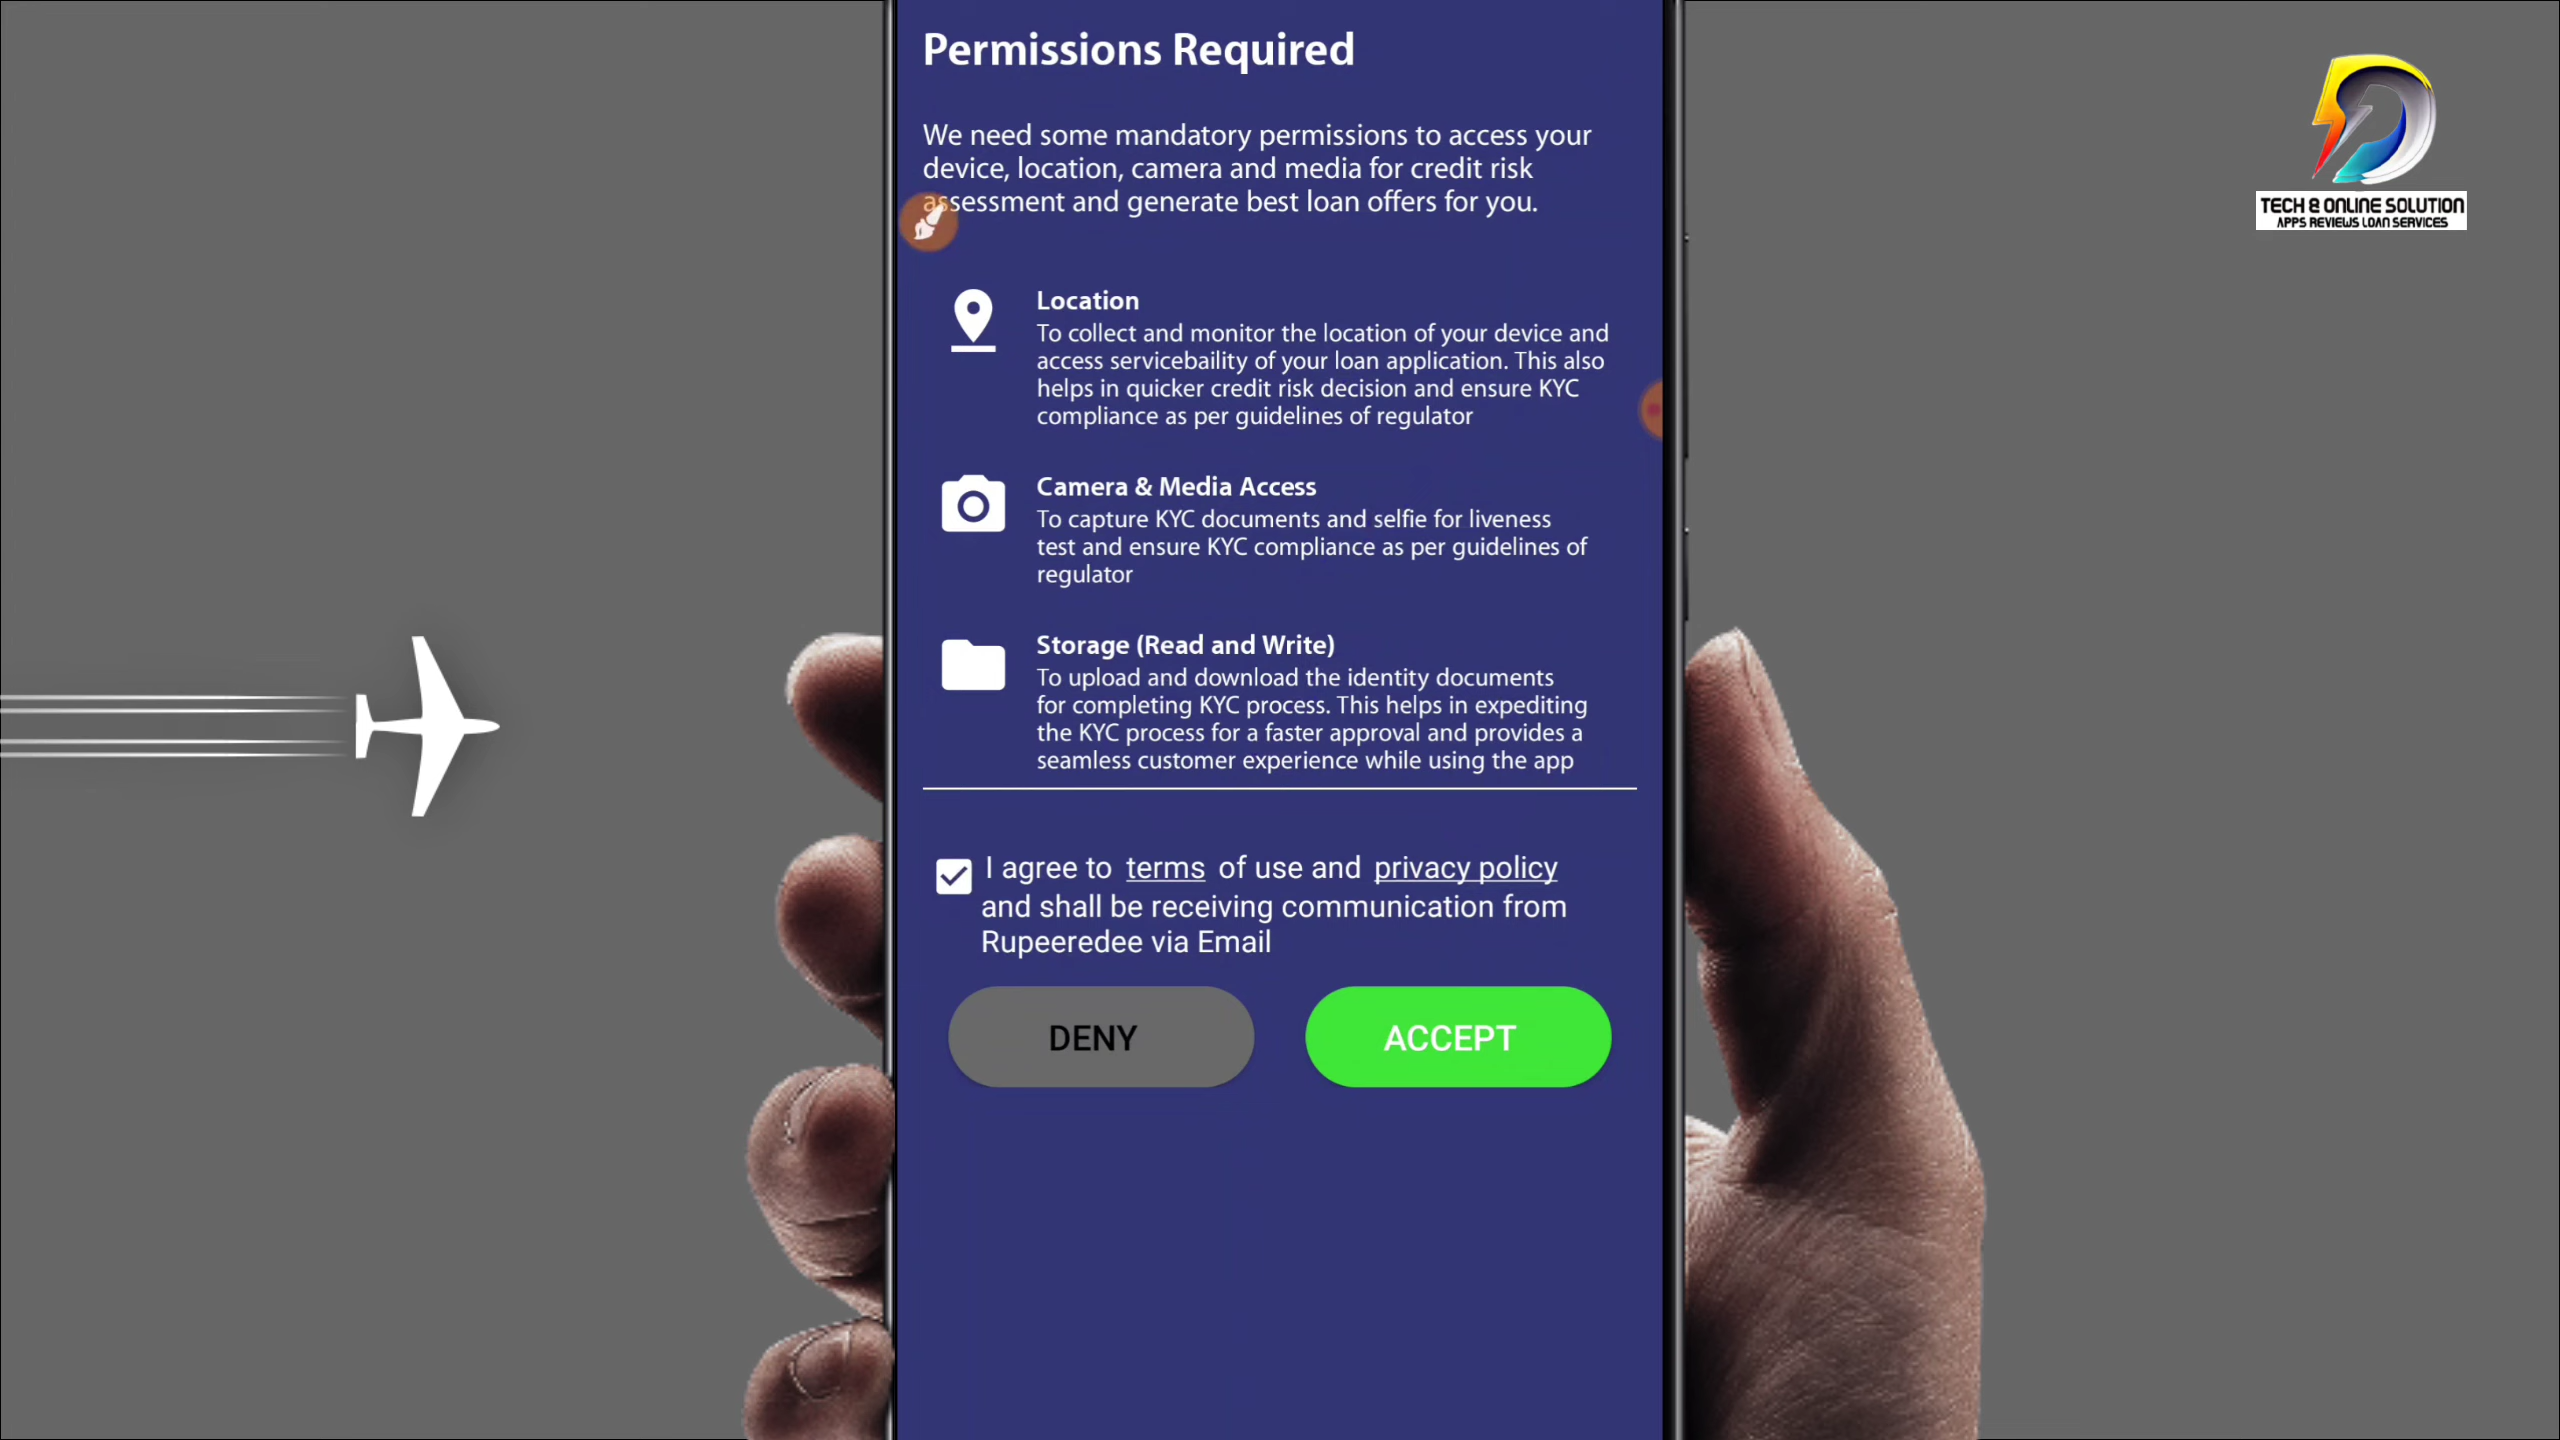 Permissions Required
We need some mandatory permissions to access your
device, location, camera and media for credit risk
assessment and generate best loan offers for you.
Location
To collect and monitor the location of your device and
access servicebaility of your loan application. This also
helps in quicker credit risk decision and ensure KYC
compliance as per guidelines of regulator
Camera & Media Access
To capture KYC documents and selfie for liveness
test and ensure KYC compliance as per guidelines of
regulator
Storage (Read and Write)
To upload and download the identity documents
for completing KYC process. This helps in expediting
the KYC process for a faster approval and provides a
seamless customer experience while using the app
I agree to terms of use and privacy policy
and shall be receiving communication from
Rupeeredee via Email
DENY
ACCEPT
TECH & ONLINE SOLUTION
APPS REVIEWS LOAN SERVICES